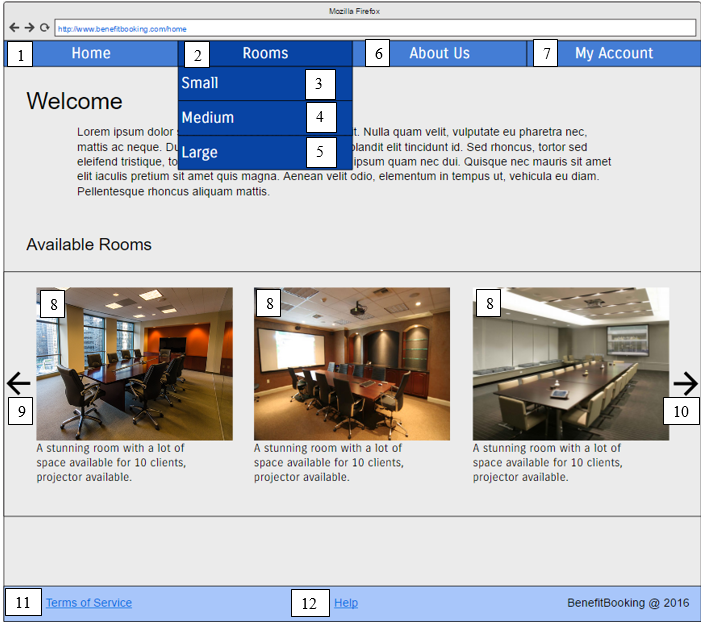 Mozilla Firefox
http://www.benefitbooking.com/home
1 Home 2 Rooms 6 About Us 7 My Account
Small 3
Medium 4
Large 5
Welcome
Lorem ipsum dolor t. Nulla quam velit, vulputate eu pharetra nec,
mattis ac neque. Du landit elit tincidunt id. Sed rhoncus, tortor sed
eleifend tristique, to ipsum quam nec dui. Quisque nec mauris sit amet
elit iaculis pretium sit amet quis magna. Aenean velit odio, elementum in tempus ut, vehicula eu diam.
Pellentesque rhoncus aliquam mattis.
Available Rooms
8 8 8
9 10
A stunning room with a lot of
space available for 10 clients,
projector available.
A stunning room with a lot of
space available for 10 clients,
projector available.
A stunning room with a lot of
space available for 10 clients,
projector available.
11 Terms of Service 12 Help BenefitBooking @ 2016